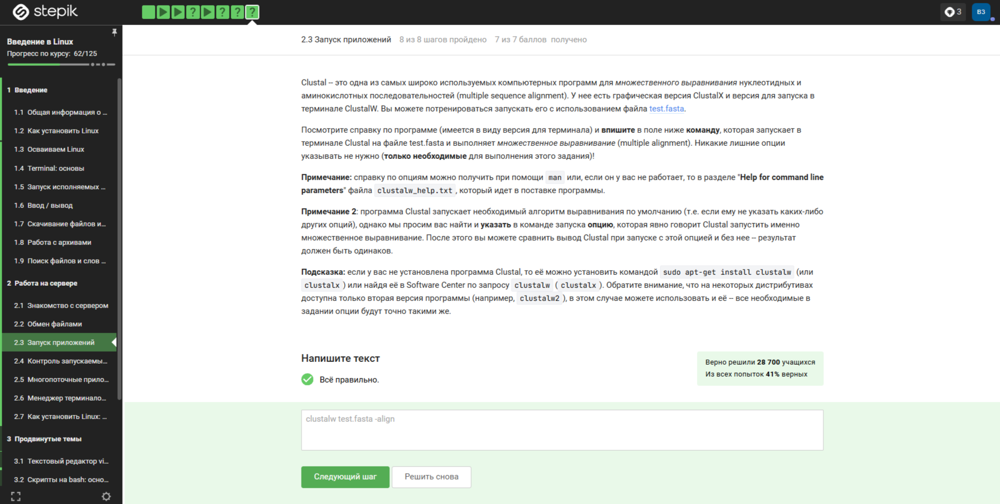 stepik
? ? ? ?
3
ВЗ
Введение в Linux
Прогресс по курсу: 62/125
1 Введение
1.1 Общая информация о ...
1.2 Как установить Linux
1.3 Осваиваем Linux
1.4 Terminal: основы
1.5 Запуск исполняемых ...
1.6 Ввод / вывод
1.7 Скачивание файлов и...
1.8 Работа с архивами
1.9 Поиск файлов и слов ...
2 Работа на сервере
2.1 Знакомство с сервером
2.2 Обмен файлами
2.3 Запуск приложений
2.4 Контроль запускаемы...
2.5 Многопоточные прило...
2.6 Менеджер терминало...
2.7 Как установить Linux: ...
3 Продвинутые темы
3.1 Текстовый редактор vi...
3.2 Скрипты на bash: осно...
2.3 Запуск приложений 8 из 8 шагов пройдено 7 из 7 баллов получено
Clustal -- это одна из самых широко используемых компьютерных программ для множественного выравнивания нуклеотидных и
аминокислотных последовательностей (multiple sequence alignment). У нее есть графическая версия ClustalX и версия для запуска в
терминале ClustalW. Вы можете потренироваться запускать его с использованием файла test.fasta.
Посмотрите справку по программе (имеется в виду версия для терминала) и впишите в поле ниже команду, которая запускает в
терминале Clustal на файле test.fasta и выполняет множественное выравнивание (multiple alignment). Никакие лишние опции
указывать не нужно (только необходимые для выполнения этого задания)!
Примечание: справку по опциям можно получить при помощи man или, если он у вас не работает, то в разделе "Help for command line
parameters" файла clustalw_help.txt, который идет в поставке программы.
Примечание 2: программа Clustal запускает необходимый алгоритм выравнивания по умолчанию (т.е. если ему не указать каких-либо
других опций), однако мы просим вас найти и указать в команде запуска опцию, которая явно говорит Clustal запустить именно
множественное выравнивание. После этого вы можете сравнить вывод Clustal при запуске с этой опцией и без нее -- результат
должен быть одинаков.
Подсказка: если у вас не установлена программа Clustal, то её можно установить командой sudo apt-get install clustalw (или
clustalx) или найдя её в Software Center по запросу clustalw (clustalx). Обратите внимание, что на некоторых дистрибутивах
доступна только вторая версия программы (например, clustalw2), в этом случае можете использовать и её -- все необходимые в
задании опции будут точно такими же.
Напишите текст
Всё правильно.
Верно решили 28 700 учащихся
Из всех попыток 41% верных
clustalw test.fasta -align
Следующий шаг
Решить снова